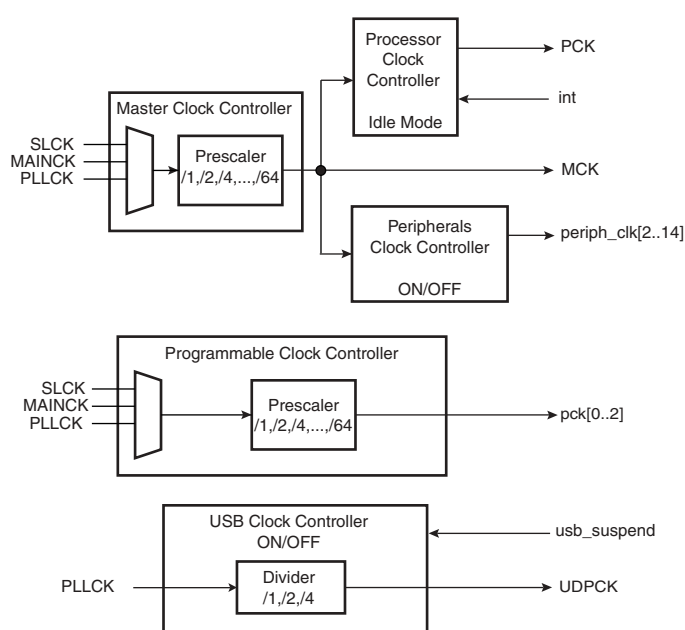 Processor
Clock
Controller
Idle Mode
PCK
int
Master Clock Controller
SLCK
MAINCK
PLLCK
Prescaler
/1,/2,/4,...,/64
MCK
Peripherals
Clock Controller
ON/OFF
periph_clk[2..14]
Programmable Clock Controller
SLCK
MAINCK
PLLCK
Prescaler
/1,/2,/4,...,/64
pck[0..2]
USB Clock Controller
ON/OFF
usb_suspend
PLLCK
Divider
/1,/2,/4
UDPCK